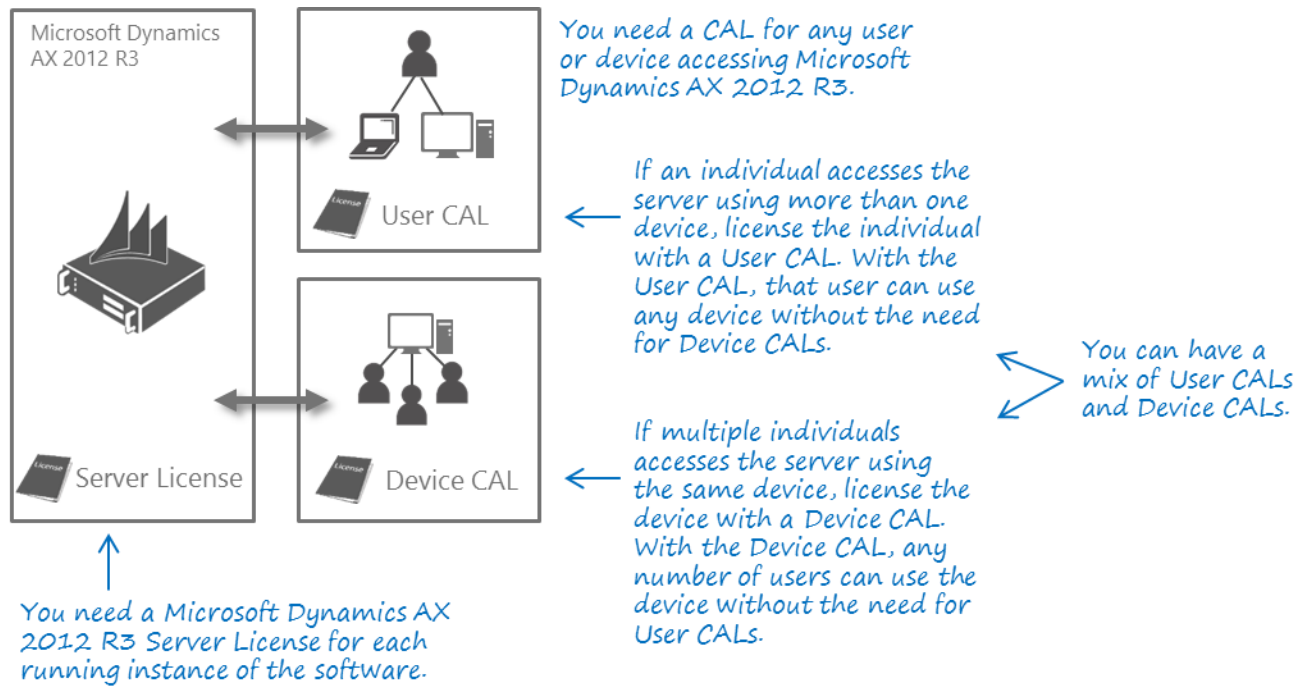 Microsoft Dynamics
AX 2012 R3
License
User CAL
License
Device CAL
License
Server License
You need a CAL for any user
or device accessing Microsoft
Dynamics AX 2012 R3.
If an individual accesses the
server using more than one
device, license the individual
with a User CAL. With the
User CAL, that user can use
any device without the need
for Device CALs.
You can have a
mix of User CALs
and Device CALs.
If multiple individuals
accesses the server using
the same device, license the
device with a Device CAL.
With the Device CAL, any
number of users can use the
device without the need for
User CALs.
You need a Microsoft Dynamics AX
2012 R3 Server License for each
running instance of the software.